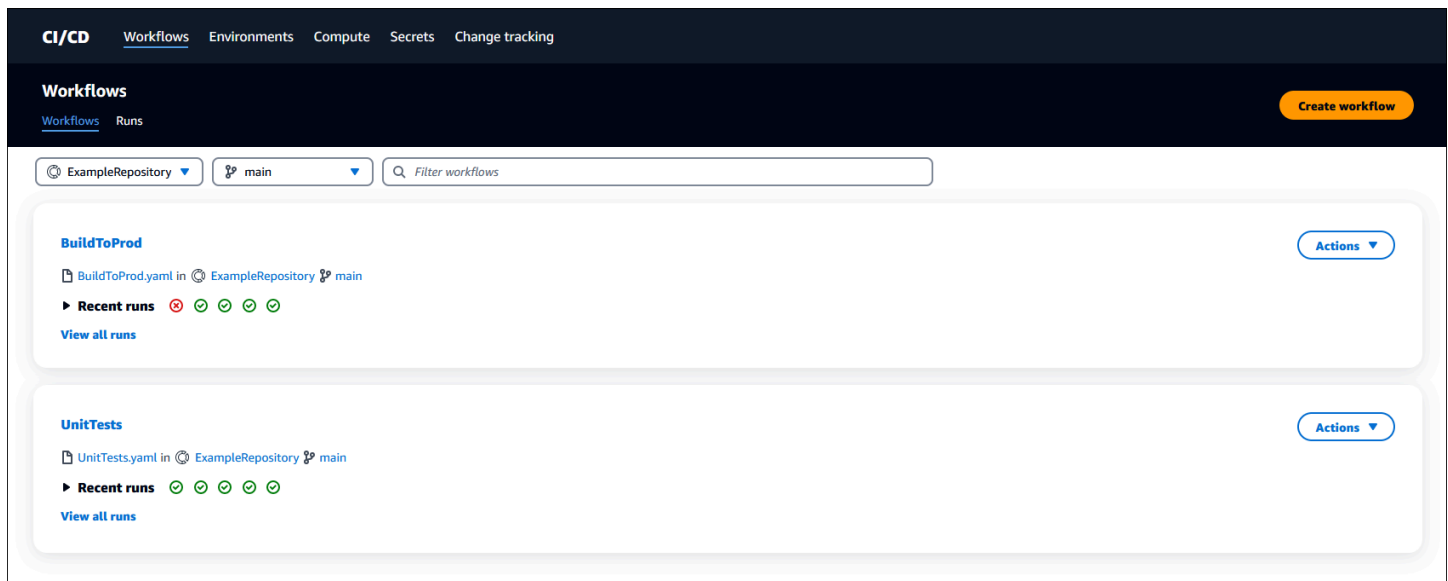 CI/CD Workflows Environments Compute Secrets Change tracking
Workflows
Create workflow
Workflows Runs
ExampleRepository main Filter workflows
BuildToProd
Actions
BuildToProd.yaml in ExampleRepository main
Recent runs
View all runs
UnitTests
Actions
UnitTests.yaml in ExampleRepository main
Recent runs
View all runs